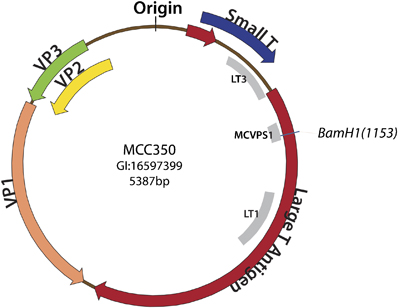 Origin
Small T
VP3
VP2
LT3
MCVPS1
BamH1(1153)
MCC350
GI:16597399
5387bp
VP1
LT1
Large T Antigen